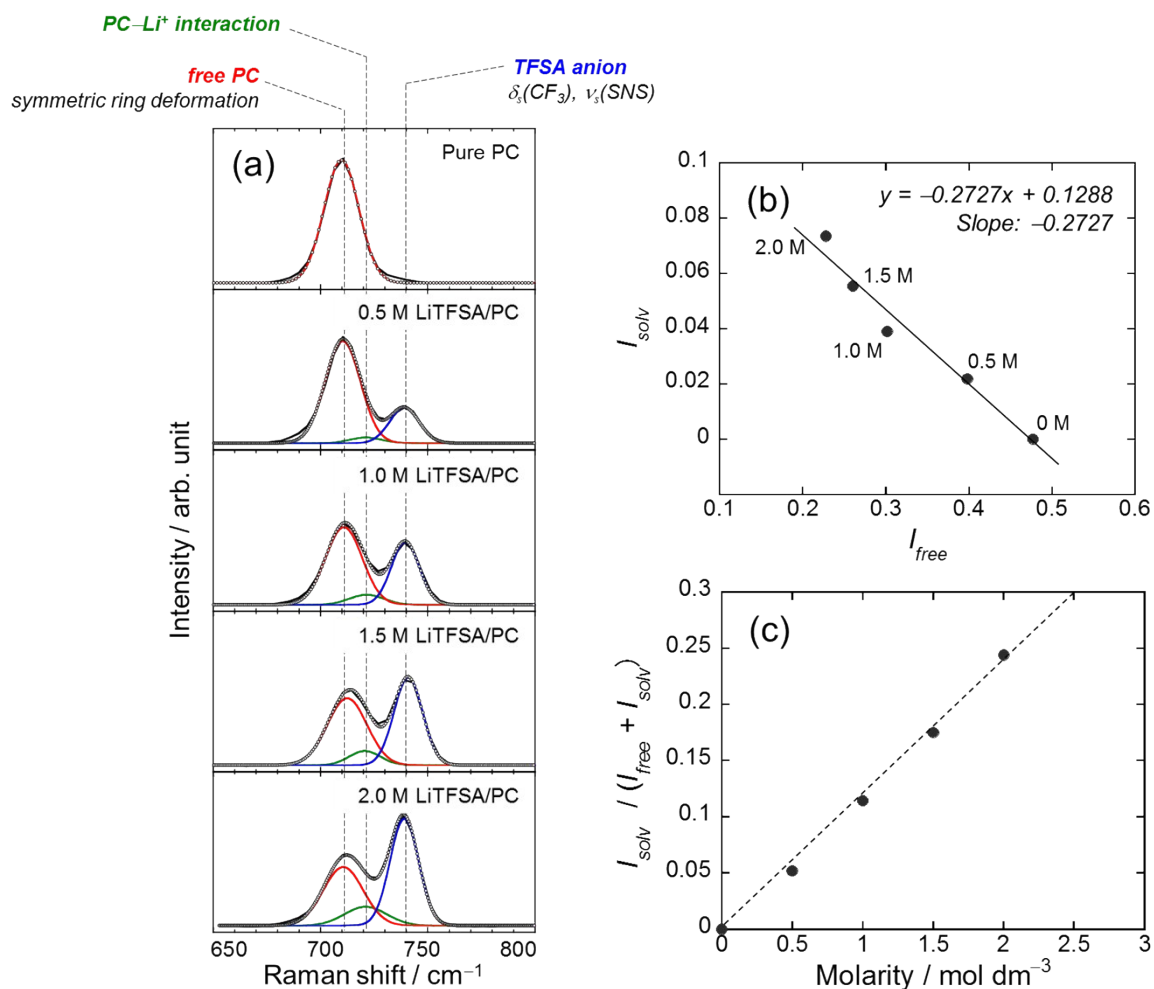 PC–Li⁺ interaction
free PC
symmetric ring deformation
TFSA anion
δₛ(CF₃), νₛ(SNS)
(a)
Pure PC
0.5 M LiTFSA/PC
1.0 M LiTFSA/PC
1.5 M LiTFSA/PC
2.0 M LiTFSA/PC
Intensity / arb. unit
650 700 750 800
Raman shift / cm⁻¹
(b)
y = –0.2727x + 0.1288
Slope: –0.2727
0.1
0.08
0.06
0.04
0.02
0
I_solv
2.0 M
1.5 M
1.0 M
0.5 M
0 M
0.1 0.2 0.3 0.4 0.5 0.6
I_free
(c)
0.3
0.25
0.2
0.15
0.1
0.05
0
I_solv / (I_free + I_solv)
0 0.5 1 1.5 2 2.5 3
Molarity / mol dm⁻³